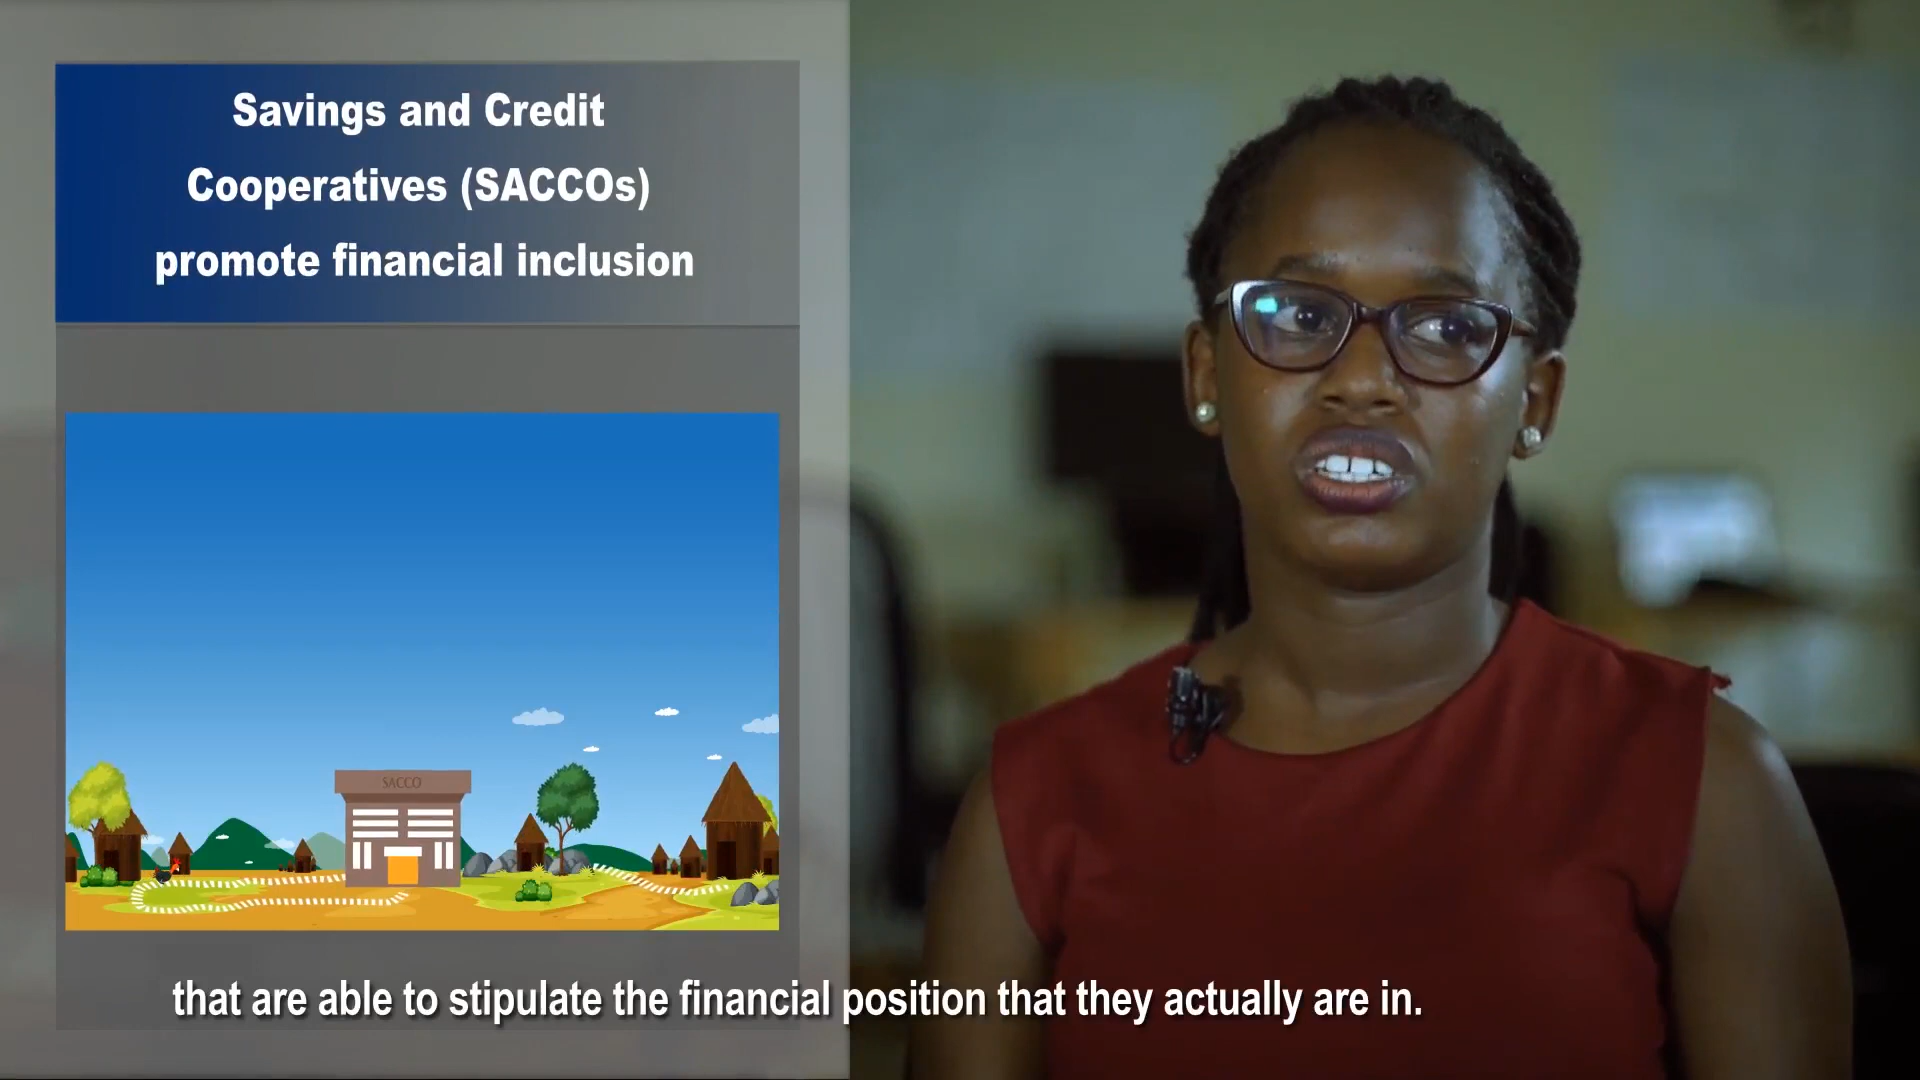 Savings and Credit
Cooperatives (SACCOs)
promote financial inclusion
SACCO
that are able to stipulate the financial position that they actually are in.